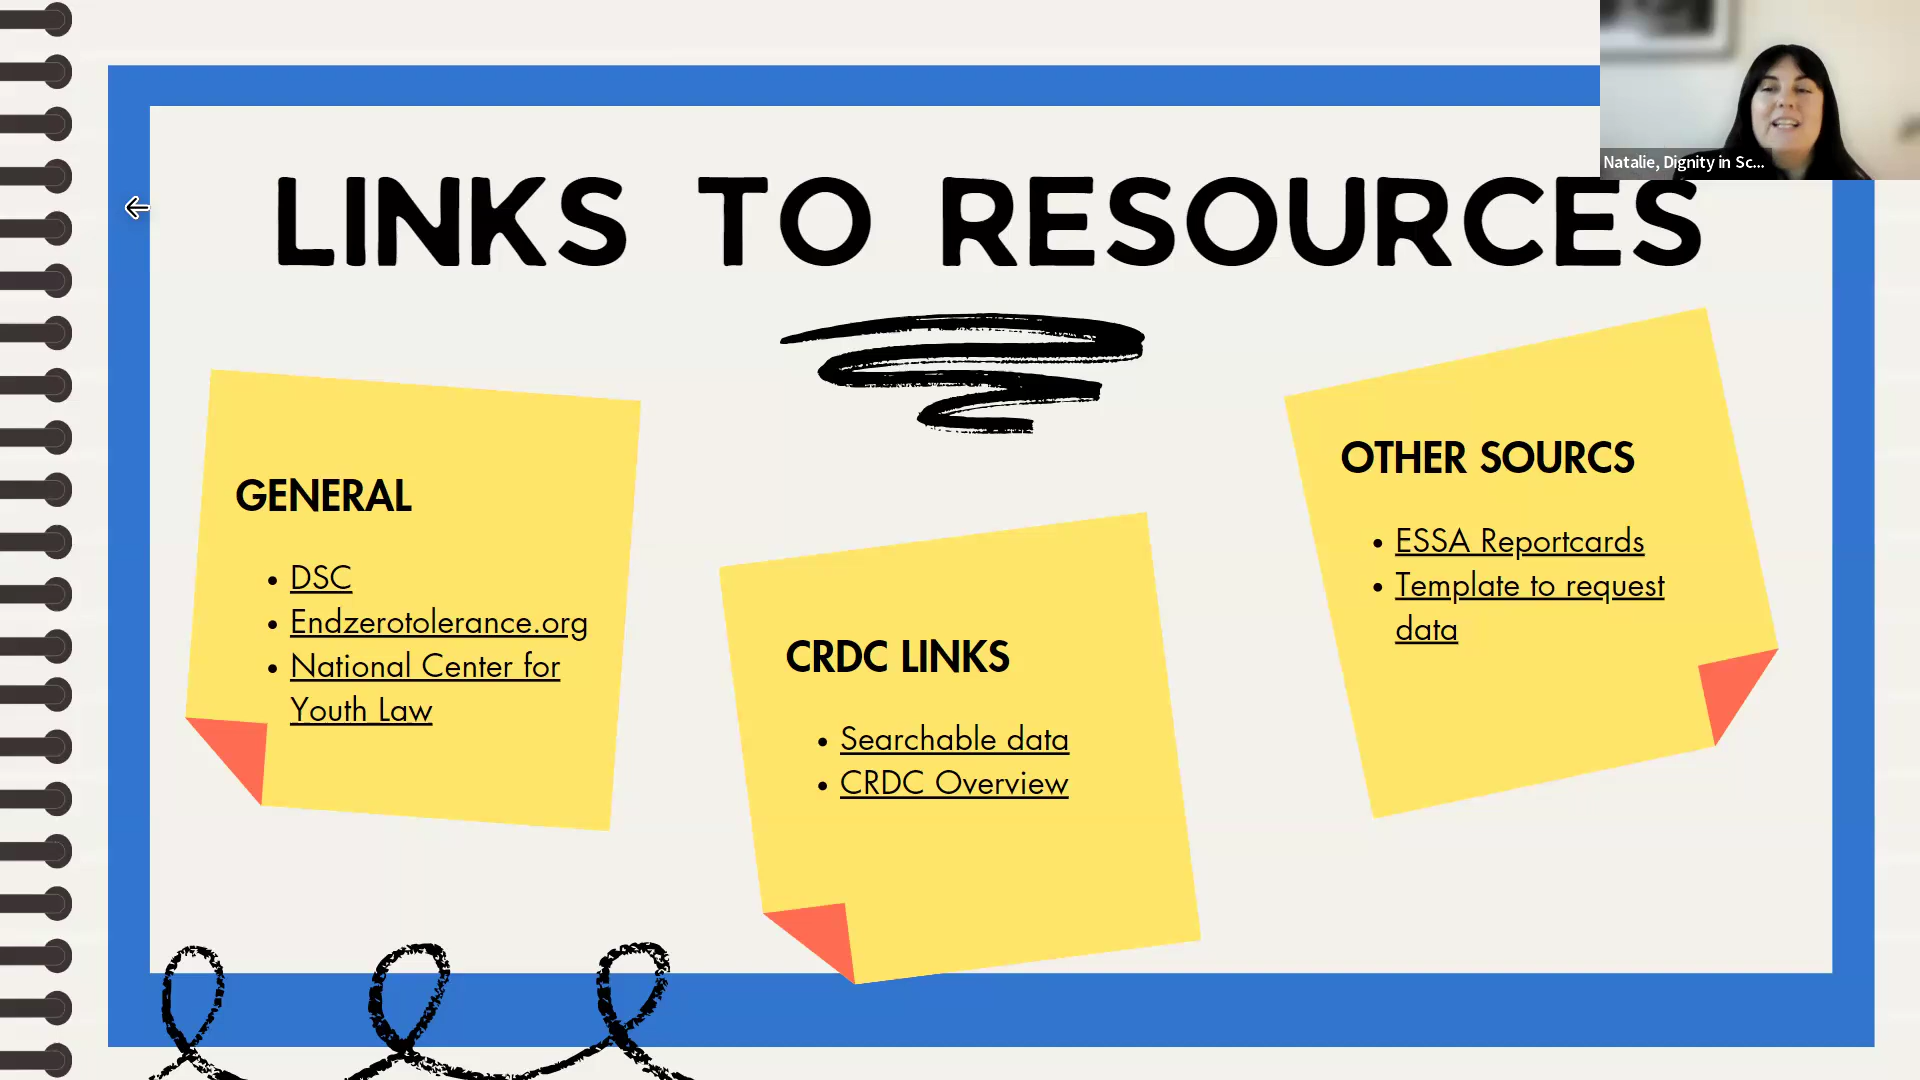 Natalie, Dignity in Sc...
LINKS TO RESOURCES
GENERAL
DSC
Endzerotolerance.org
National Center for
Youth Law
CRDC LINKS
Searchable data
CRDC Overview
OTHER SOURCS
ESSA Reportcards
Template to request
data